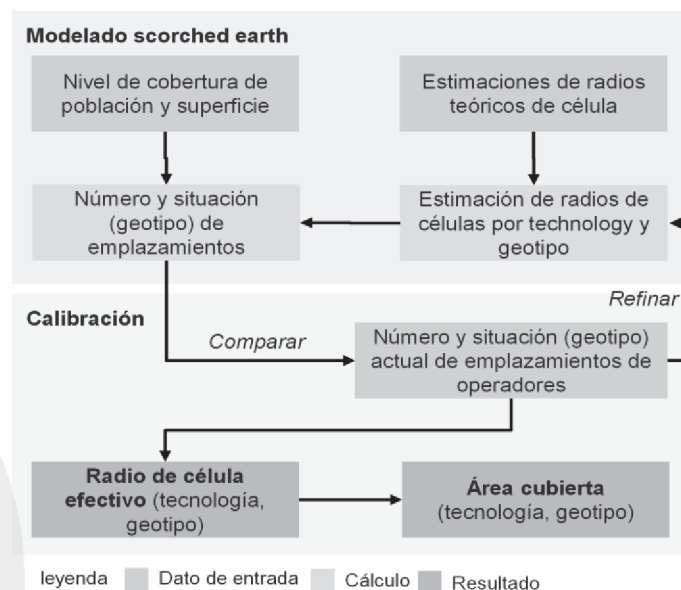 Modelado scorched earth
Nivel de cobertura de
población y superficie
Estimaciones de radios
teóricos de célula
Número y situación
(geotipo) de
emplazamientos
Estimación de radios de
células por technology y
geotipo
Refinar
Calibración
Comparar
Número y situación (geotipo)
actual de emplazamientos de
operadores
Radio de célula
efectivo (tecnología,
geotipo)
Área cubierta
(tecnología, geotipo)
leyenda Dato de entrada Cálculo Resultado